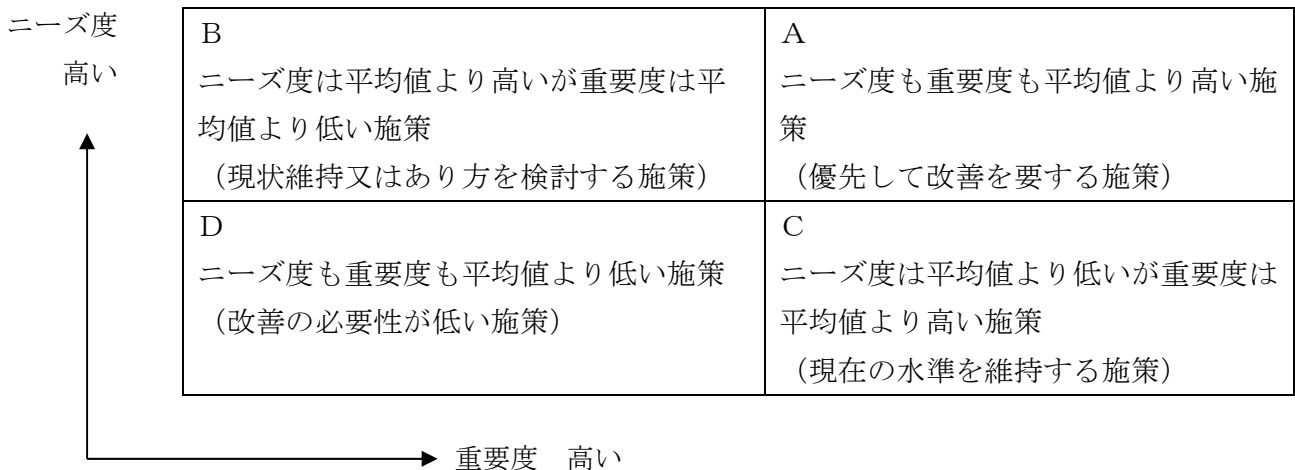 ニーズ度
高い
B
ニーズ度は平均値より高いが重要度は平
均値より低い施策
（現状維持又はあり方を検討する施策）
A
ニーズ度も重要度も平均値より高い施
策
（優先して改善を要する施策）
D
ニーズ度も重要度も平均値より低い施策
（改善の必要性が低い施策）
C
ニーズ度は平均値より低いが重要度は
平均値より高い施策
（現在の水準を維持する施策）
重要度　高い